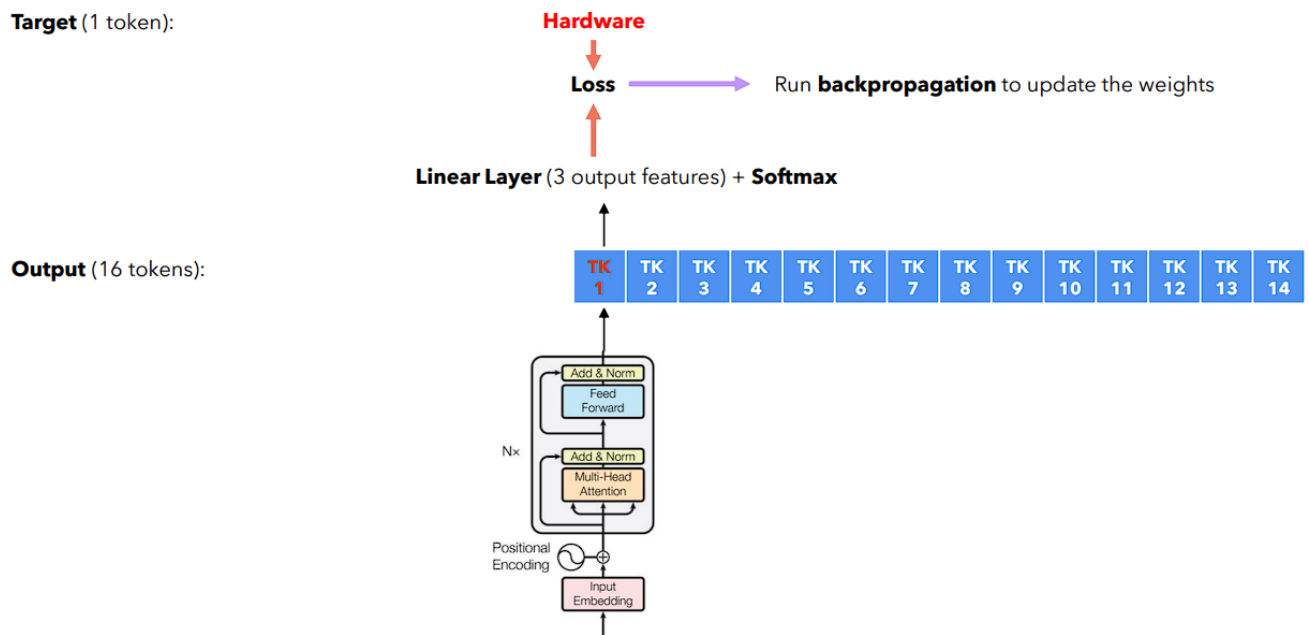 Target (1 token):
Hardware
Loss
Run backpropagation to update the weights
Linear Layer (3 output features) + Softmax
Output (16 tokens):
TK 1
TK 2
TK 3
TK 4
TK 5
TK 6
TK 7
TK 8
TK 9
TK 10
TK 11
TK 12
TK 13
TK 14
Add & Norm
Feed
Forward
Nx
Add & Norm
Multi-Head
Attention
Positional
Encoding
Input
Embedding